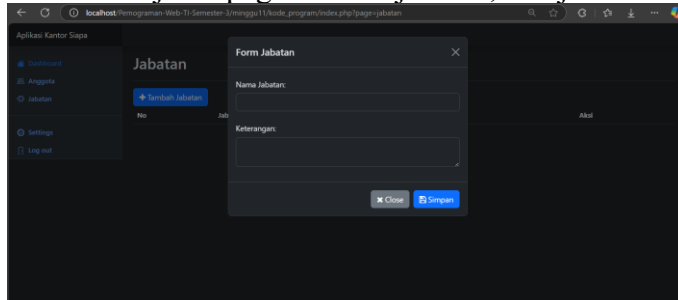 localhost/Pemograman-Web-TI-Semester-3/minggu11/kode_program/index.php?page=jabatan
Aplikasi Kantor Siapa
Form Jabatan
Dashboard
Jabatan
Anggota
Nama Jabatan:
Jabatan
+ Tambah Jabatan
No
Jab
Aksi
Keterangan:
Settings
Log out
Close
Simpan